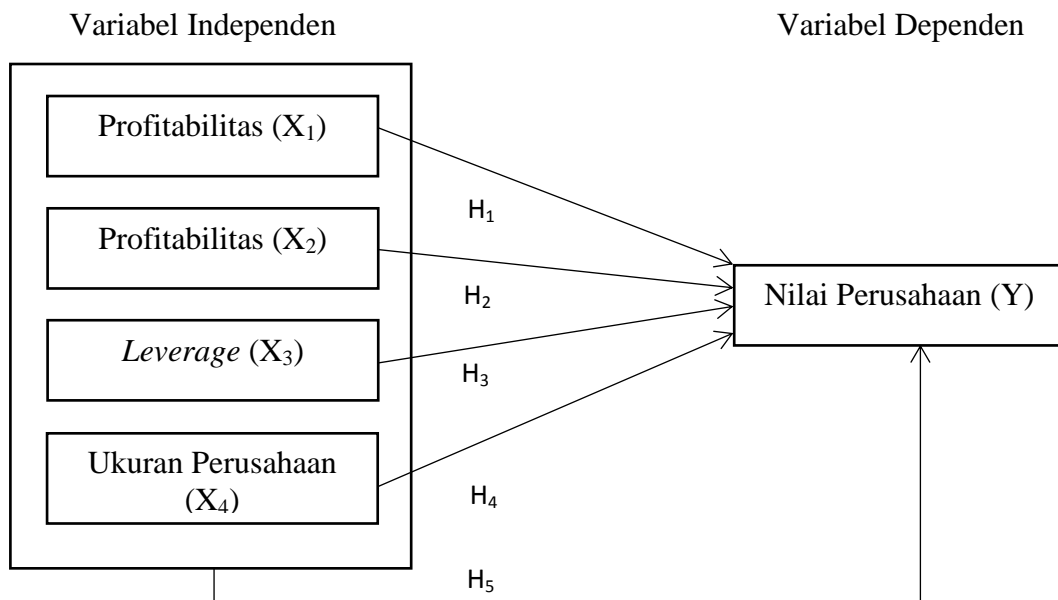 Variabel Independen
Variabel Dependen
Profitabilitas (X₁)
H₁
Profitabilitas (X₂)
H₂
Nilai Perusahaan (Y)
Leverage (X₃)
H₃
Ukuran Perusahaan
(X₄)
H₄
H₅